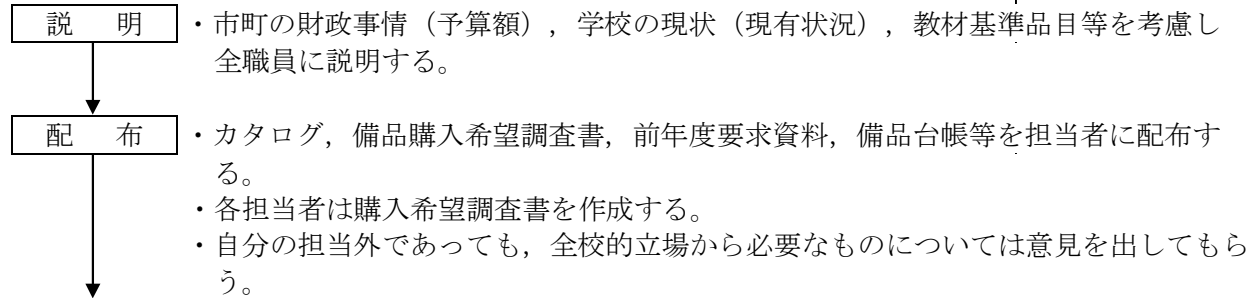 説　明　・市町の財政事情（予算額），学校の現状（現有状況），教材基準品目等を考慮し
全職員に説明する。
配　布　・カタログ，備品購入希望調査書，前年度要求資料，備品台帳等を担当者に配布す
る。
・各担当者は購入希望調査書を作成する。
・自分の担当外であっても，全校的立場から必要なものについては意見を出してもら
う。